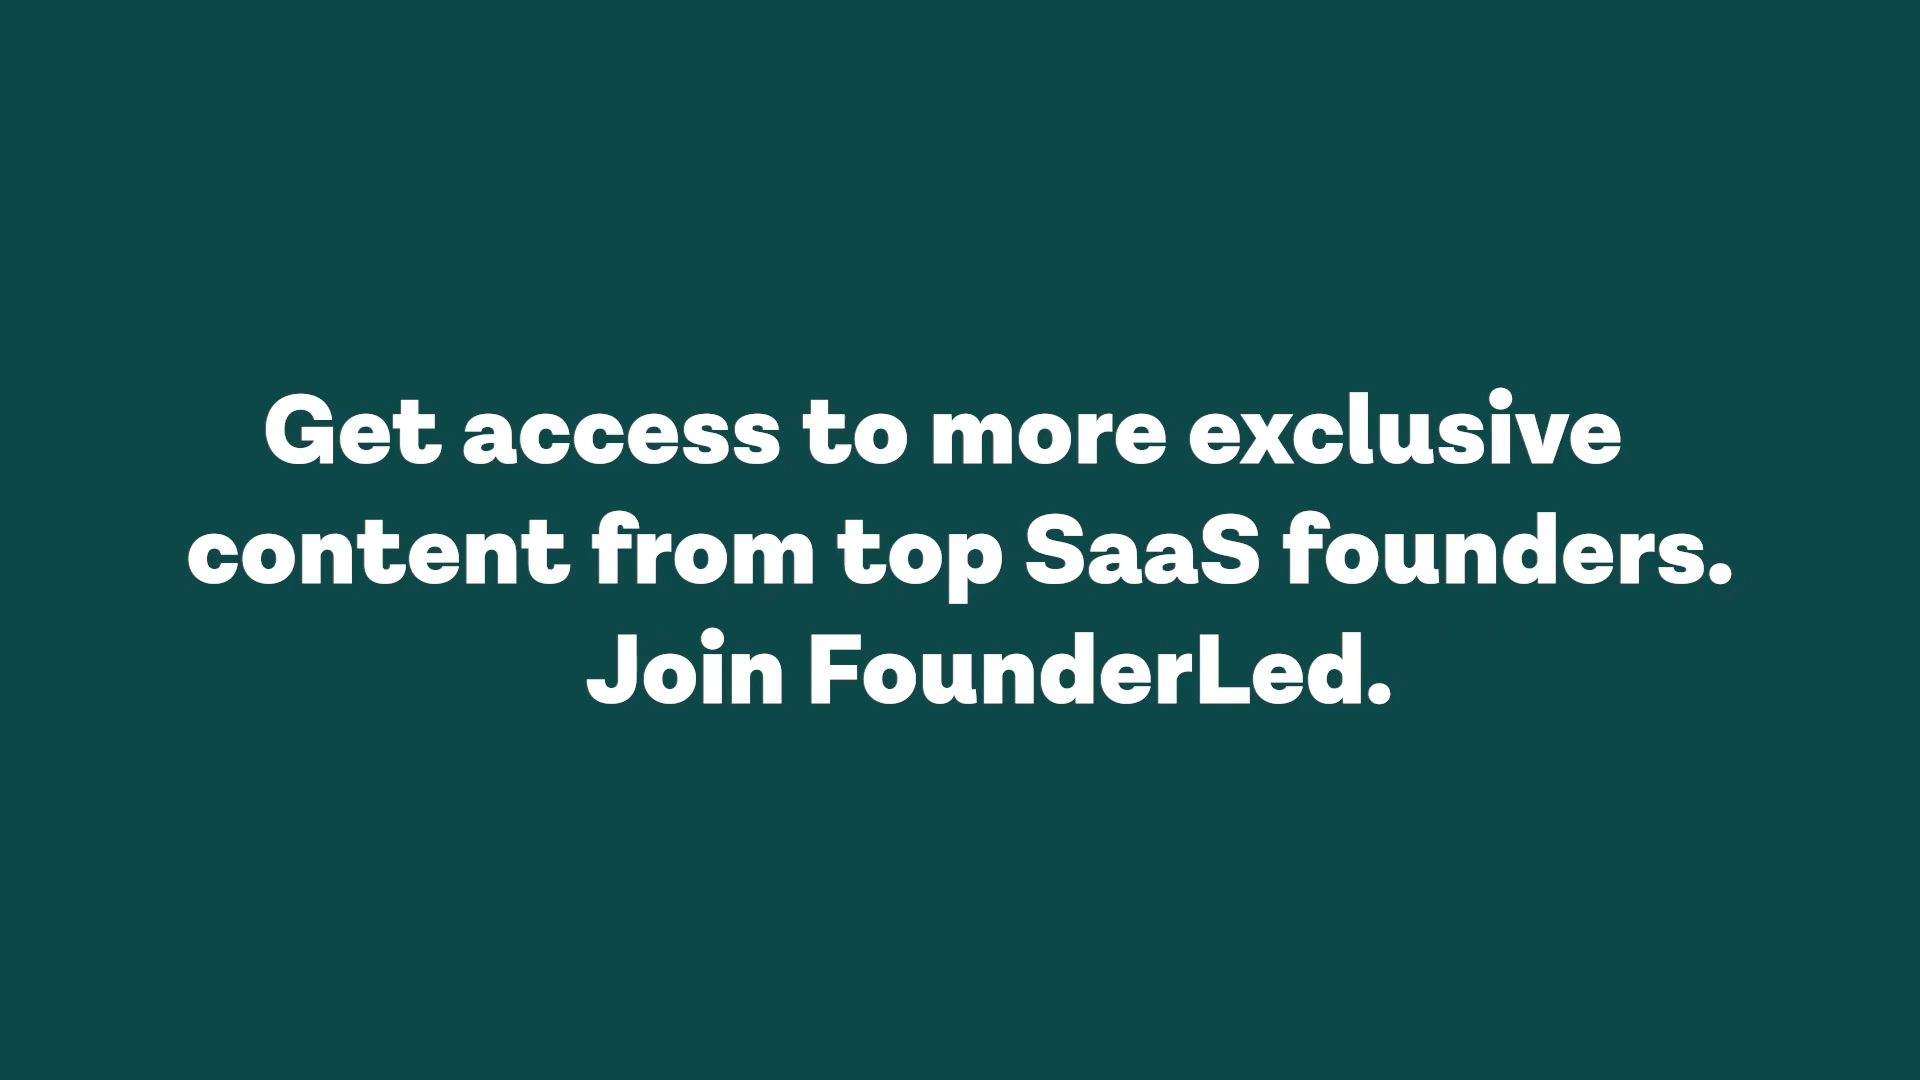 Get access to more exclusive
content from top SaaS founders.
Join FounderLed.